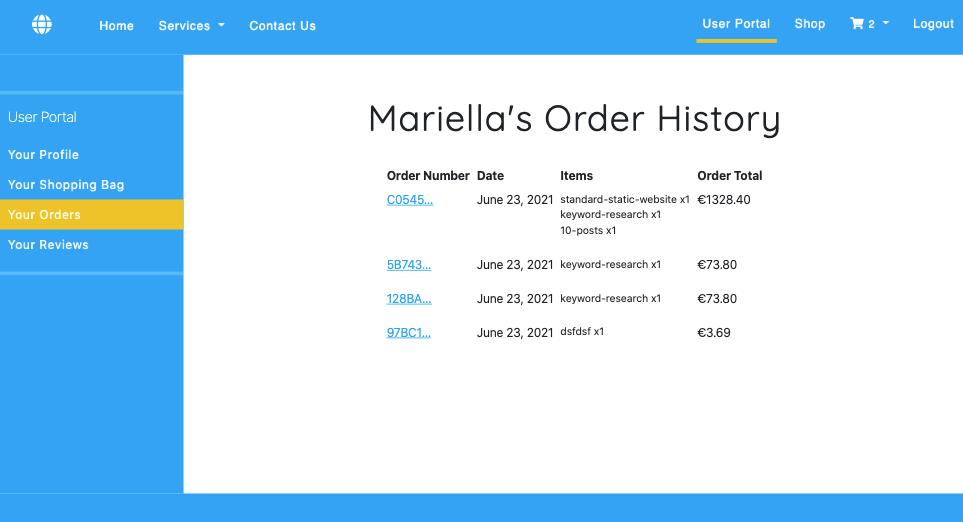 Home Services Contact Us User Portal Shop 2 Logout
User Portal
Your Profile
Your Shopping Bag
Your Orders
Your Reviews
Mariella's Order History
Order Number Date Items Order Total
C0545... June 23, 2021 standard-static-website x1 €1328.40
keyword-research x1
10-posts x1
5B743... June 23, 2021 keyword-research x1 €73.80
128BA... June 23, 2021 keyword-research x1 €73.80
97BC1... June 23, 2021 dsfdsf x1 €3.69